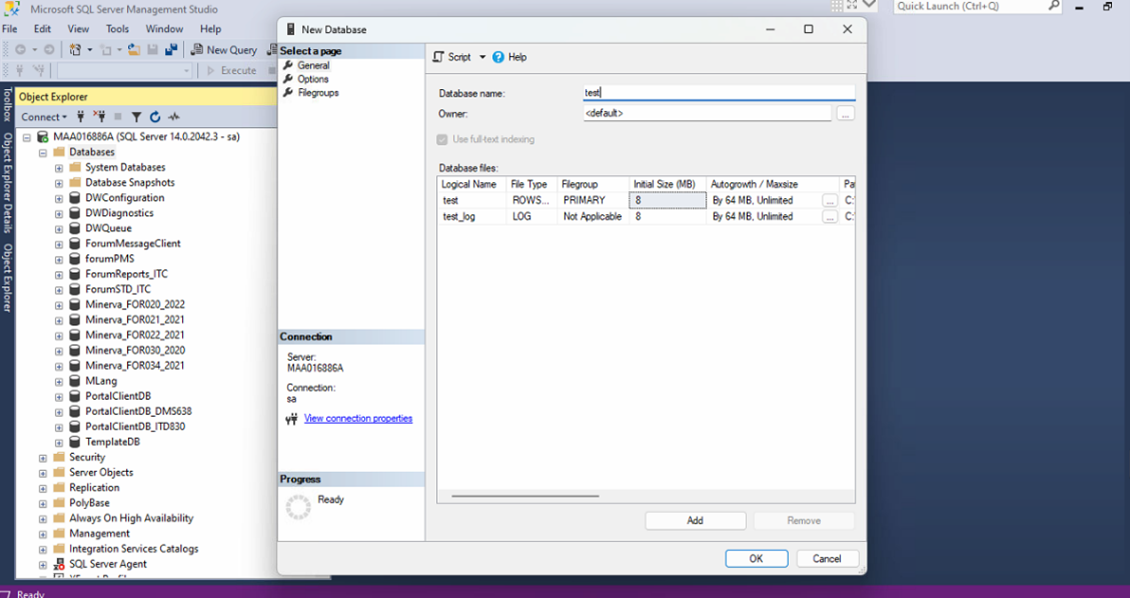 Microsoft SQL Server Management Studio
Quick Launch (Ctrl+Q)
File Edit View Tools Window Help
New Query
Execute
Toolbox
Object Explorer Details
Object Explorer
Object Explorer
Connect
MAA016886A (SQL Server 14.0.2042.3 - sa)
Databases
System Databases
Database Snapshots
DWConfiguration
DWDiagnostics
DWQueue
ForumMessageClient
forumPMS
ForumReports_ITC
ForumSTD_ITC
Minerva_FOR020_2022
Minerva_FOR021_2021
Minerva_FOR022_2021
Minerva_FOR030_2020
Minerva_FOR034_2021
MLang
PortalClientDB
PortalClientDB_DMS638
PortalClientDB_ITD830
TemplateDB
Security
Server Objects
Replication
PolyBase
Always On High Availability
Management
Integration Services Catalogs
SQL Server Agent
Ready
New Database
Select a page
General
Options
Filegroups
Connection
Server:
MAA016886A
Connection:
sa
View connection properties
Progress
Ready
Script Help
Database name: test
Owner: <default> ...
Use full-text indexing
Database files:
Logical Name File Type Filegroup Initial Size (MB) Autogrowth / Maxsize Pa
test ROWS... PRIMARY 8 By 64 MB, Unlimited ... C:\
test_log LOG Not Applicable 8 By 64 MB, Unlimited ... C:\
Add Remove
OK Cancel